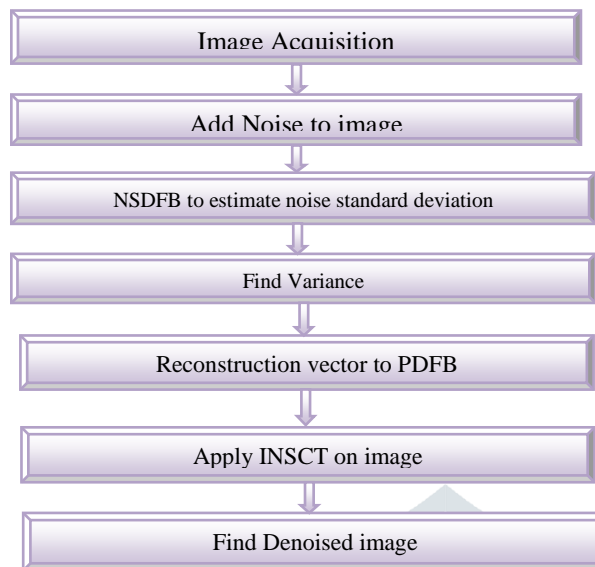 Image Acquisition
Add Noise to image
NSDFB to estimate noise standard deviation
Find Variance
Reconstruction vector to PDFB
Apply INSCT on image
Find Denoised image